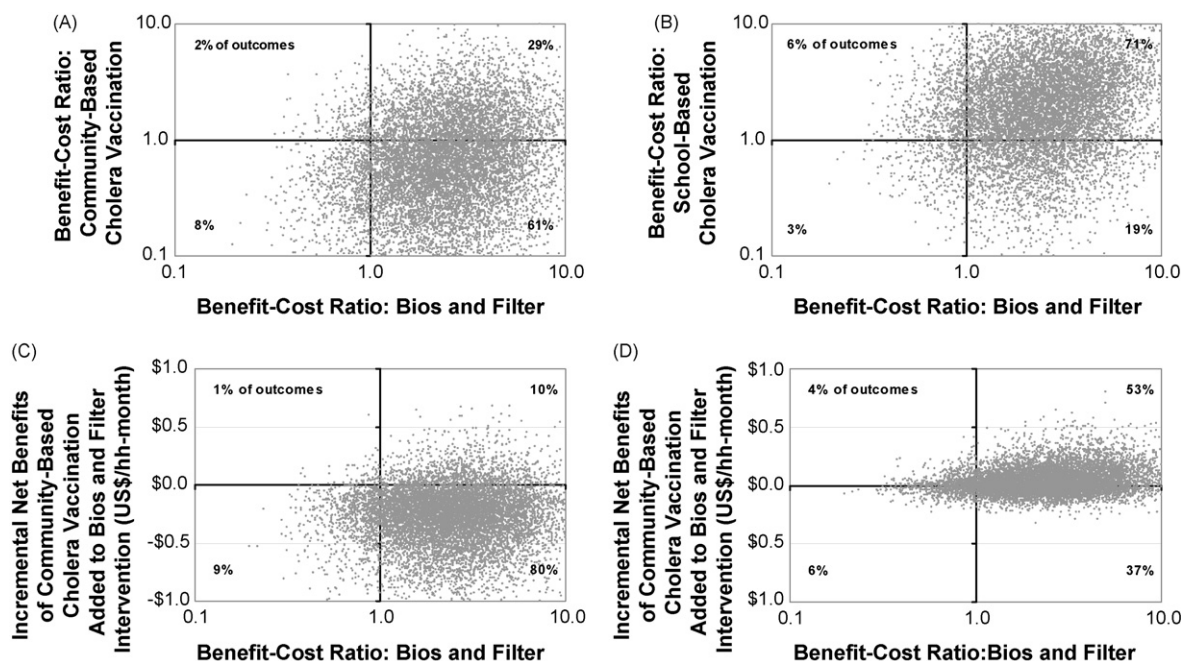 (A)
Benefit-Cost Ratio:
Community-Based
Cholera Vaccination
10.0
1.0
0.1
2% of outcomes
29%
8%
61%
0.1
1.0
10.0
Benefit-Cost Ratio: Bios and Filter
(B)
Benefit-Cost Ratio:
School-Based
Cholera Vaccination
10.0
1.0
0.1
6% of outcomes
71%
3%
19%
0.1
1.0
10.0
Benefit-Cost Ratio: Bios and Filter
(C)
Incremental Net Benefits
of Community-Based
Cholera Vaccination
Added to Bios and Filter
Intervention (US$/hh-month)
$1.0
$0.5
$0.0
-$0.5
-$1.0
1% of outcomes
10%
9%
80%
0.1
1.0
10.0
Benefit-Cost Ratio: Bios and Filter
(D)
Incremental Net Benefits
of Community-Based
Cholera Vaccination
Added to Bios and Filter
Intervention (US$/hh-month)
$1.0
$0.5
$0.0
$0.5
$1.0
4% of outcomes
53%
6%
37%
0.1
1.0
10.0
Benefit-Cost Ratio:Bios and Filter